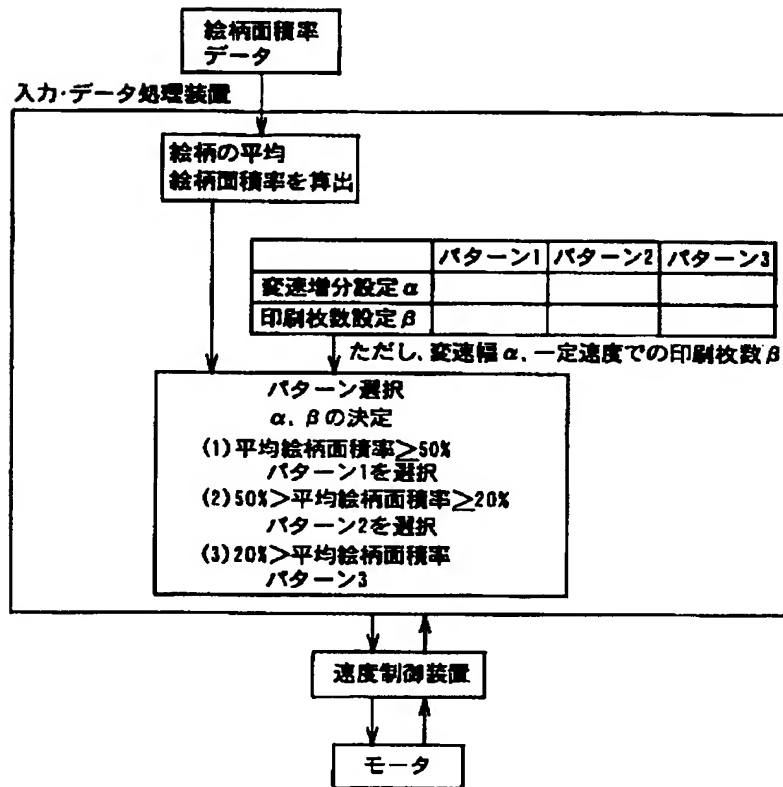 絵柄面積率
データ
入力・データ処理装置
絵柄の平均
絵柄面積率を算出
パターン1 パターン2 パターン3
変速増分設定α
印刷枚数設定β
ただし、変速幅α、一定速度での印刷枚数β
パターン選択
α、βの決定
(1)平均絵柄面積率≧50%
パターン1を選択
(2)50%>平均絵柄面積率≧20%
パターン2を選択
(3)20%>平均絵柄面積率
パターン3
速度制御装置
モータ